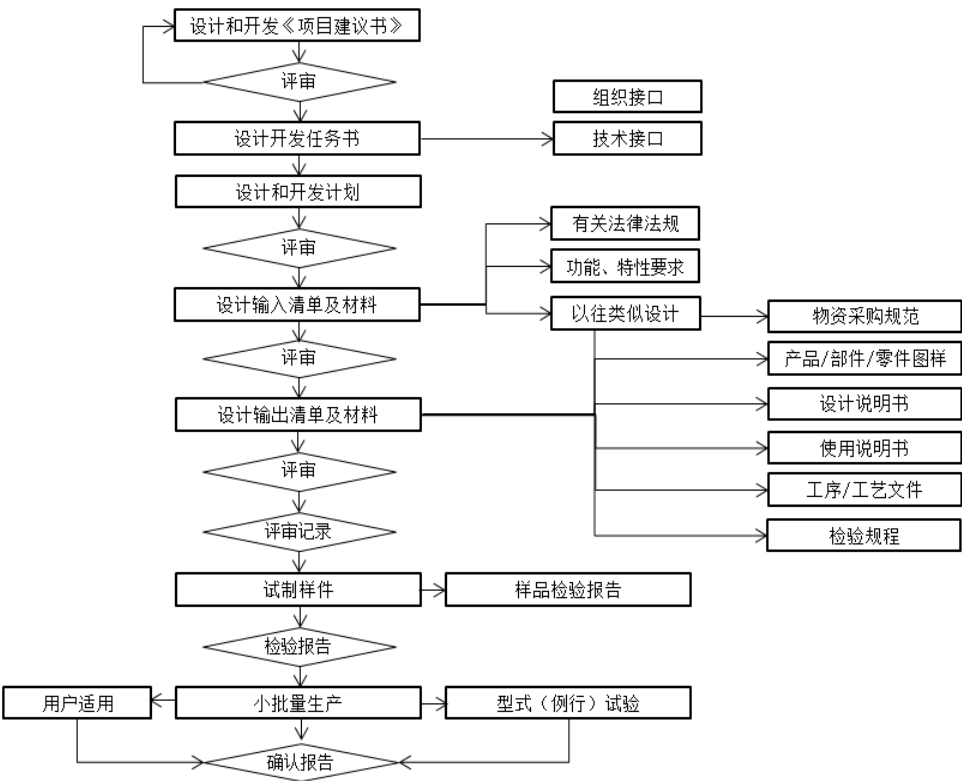 设计和开发《项目建议书》
评审
组织接口
设计开发任务书
技术接口
设计和开发计划
有关法律法规
评审
功能、特性要求
设计输入清单及材料
以往类似设计
物资采购规范
评审
产品/部件/零件图样
设计输出清单及材料
设计说明书
使用说明书
评审
工序/工艺文件
评审记录
检验规程
试制样件
样品检验报告
检验报告
用户适用
小批量生产
型式（例行）试验
确认报告